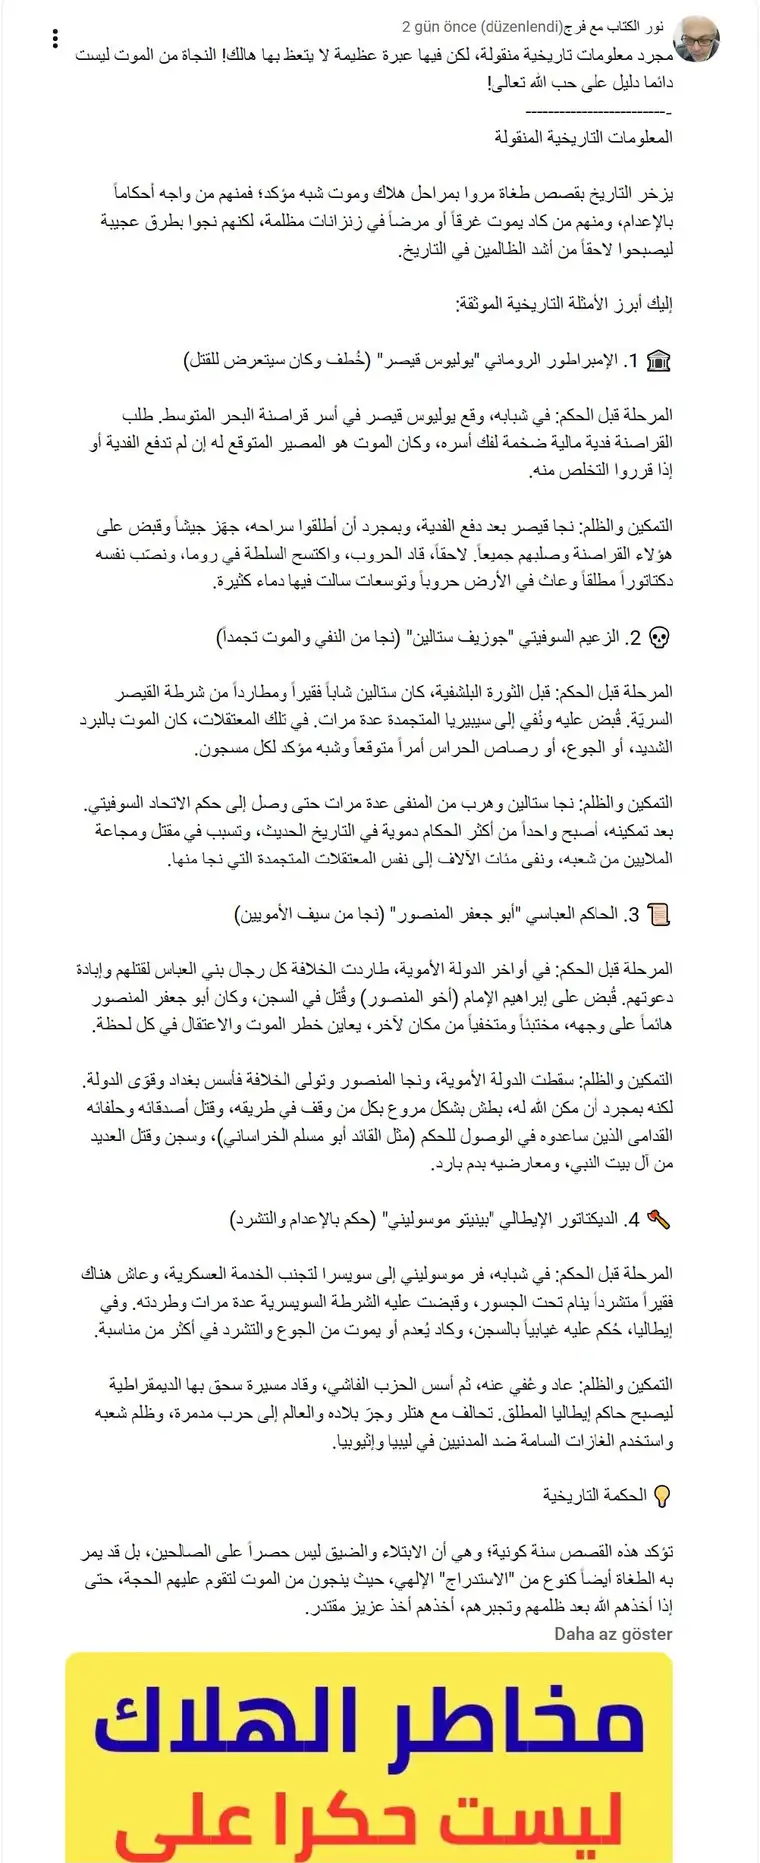 نور الكتاب مع فرج 2 gün önce (düzenlendi)
مجرد معلومات تاريخية منقولة، لكن فيها عبرة عظيمة لا يتعظ بها هالك! النجاة من الموت ليست
دائما دليل على حب الله تعالى!
-------------------------
المعلومات التاريخية المنقولة
يزخر التاريخ بقصص طغاة مروا بمراحل هلاك وموت شبه مؤكد؛ فمنهم من واجه أحكاماً
بالإعدام، ومنهم من كاد يموت غرقاً أو مرضاً في زنزانات مظلمة، لكنهم نجوا بطرق عجيبة
ليصبحوا لاحقاً من أشد الظالمين في التاريخ.
إليك أبرز الأمثلة التاريخية الموثقة:
🏛️ 1. الإمبراطور الروماني "يوليوس قيصر" (خُطف وكان سيتعرض للقتل)
المرحلة قبل الحكم: في شبابه، وقع يوليوس قيصر في أسر قراصنة البحر المتوسط. طلب
القراصنة فدية مالية ضخمة لفك أسره، وكان الموت هو المصير المتوقع له إن لم تدفع الفدية أو
إذا قرروا التخلص منه.
التمكين والظلم: نجا قيصر بعد دفع الفدية، وبمجرد أن أطلقوا سراحه، جهّز جيشاً وقبض على
هؤلاء القراصنة وصلبهم جميعاً. لاحقاً، قاد الحروب، واكتسح السلطة في روما، ونصّب نفسه
دكتاتوراً مطلقاً وعاث في الأرض حروباً وتوسعات سالت فيها دماء كثيرة.
💀 2. الزعيم السوفيتي "جوزيف ستالين" (نجا من النفي والموت تجمداً)
المرحلة قبل الحكم: قبل الثورة البلشفية، كان ستالين شاباً فقيراً ومطارداً من شرطة القيصر
السريّة. قُبض عليه ونُفي إلى سيبيريا المتجمدة عدة مرات. في تلك المعتقلات، كان الموت بالبرد
الشديد، أو الجوع، أو رصاص الحراس أمراً متوقعاً وشبه مؤكد لكل مسجون.
التمكين والظلم: نجا ستالين وهرب من المنفى عدة مرات حتى وصل إلى حكم الاتحاد السوفيتي.
بعد تمكينه، أصبح واحداً من أكثر الحكام دموية في التاريخ الحديث، وتسبب في مقتل ومجاعة
الملايين من شعبه، ونفى مئات الآلاف إلى نفس المعتقلات المتجمدة التي نجا منها.
📜 3. الحاكم العباسي "أبو جعفر المنصور" (نجا من سيف الأمويين)
المرحلة قبل الحكم: في أواخر الدولة الأموية، طاردت الخلافة كل رجال بني العباس لقتلهم وإبادة
دعوتهم. قُبض على إبراهيم الإمام (أخو المنصور) وقُتل في السجن، وكان أبو جعفر المنصور
هائماً على وجهه، مختبئاً ومتخفياً من مكان لآخر، يعاين خطر الموت والاعتقال في كل لحظة.
التمكين والظلم: سقطت الدولة الأموية، ونجا المنصور وتولى الخلافة فأسس بغداد وقوّى الدولة.
لكنه بمجرد أن مكن الله له، بطش بشكل مروع بكل من وقف في طريقه، وقتل أصدقائه وحلفائه
القدامى الذين ساعدوه في الوصول للحكم (مثل القائد أبو مسلم الخراساني)، وسجن وقتل العديد
من آل بيت النبي، ومعارضيه بدم بارد.
🪓 4. الديكتاتور الإيطالي "بينيتو موسوليني" (حكم بالإعدام والتشرد)
المرحلة قبل الحكم: في شبابه، فر موسوليني إلى سويسرا لتجنب الخدمة العسكرية، وعاش هناك
فقيراً متشرداً ينام تحت الجسور، وقبضت عليه الشرطة السويسرية عدة مرات وطردته. وفي
إيطاليا، حُكم عليه غيابياً بالسجن، وكاد يُعدم أو يموت من الجوع والتشرد في أكثر من مناسبة.
التمكين والظلم: عاد وعُفي عنه، ثم أسس الحزب الفاشي، وقاد مسيرة سحق بها الديمقراطية
ليصبح حاكم إيطاليا المطلق. تحالف مع هتلر وجرّ بلاده والعالم إلى حرب مدمرة، وظلم شعبه
واستخدم الغازات السامة ضد المدنيين في ليبيا وإثيوبيا.
💡 الحكمة التاريخية
تؤكد هذه القصص سنة كونية؛ وهي أن الابتلاء والضيق ليس حصراً على الصالحين، بل قد يمر
به الطغاة أيضاً كنوع من "الاستدراج" الإلهي، حيث ينجون من الموت لتقوم عليهم الحجة، حتى
إذا أخذهم الله بعد ظلمهم وتجبرهم، أخذهم أخذ عزيز مقتدر.
Daha az göster
مخاطر الهلاك
ليست حكرا على